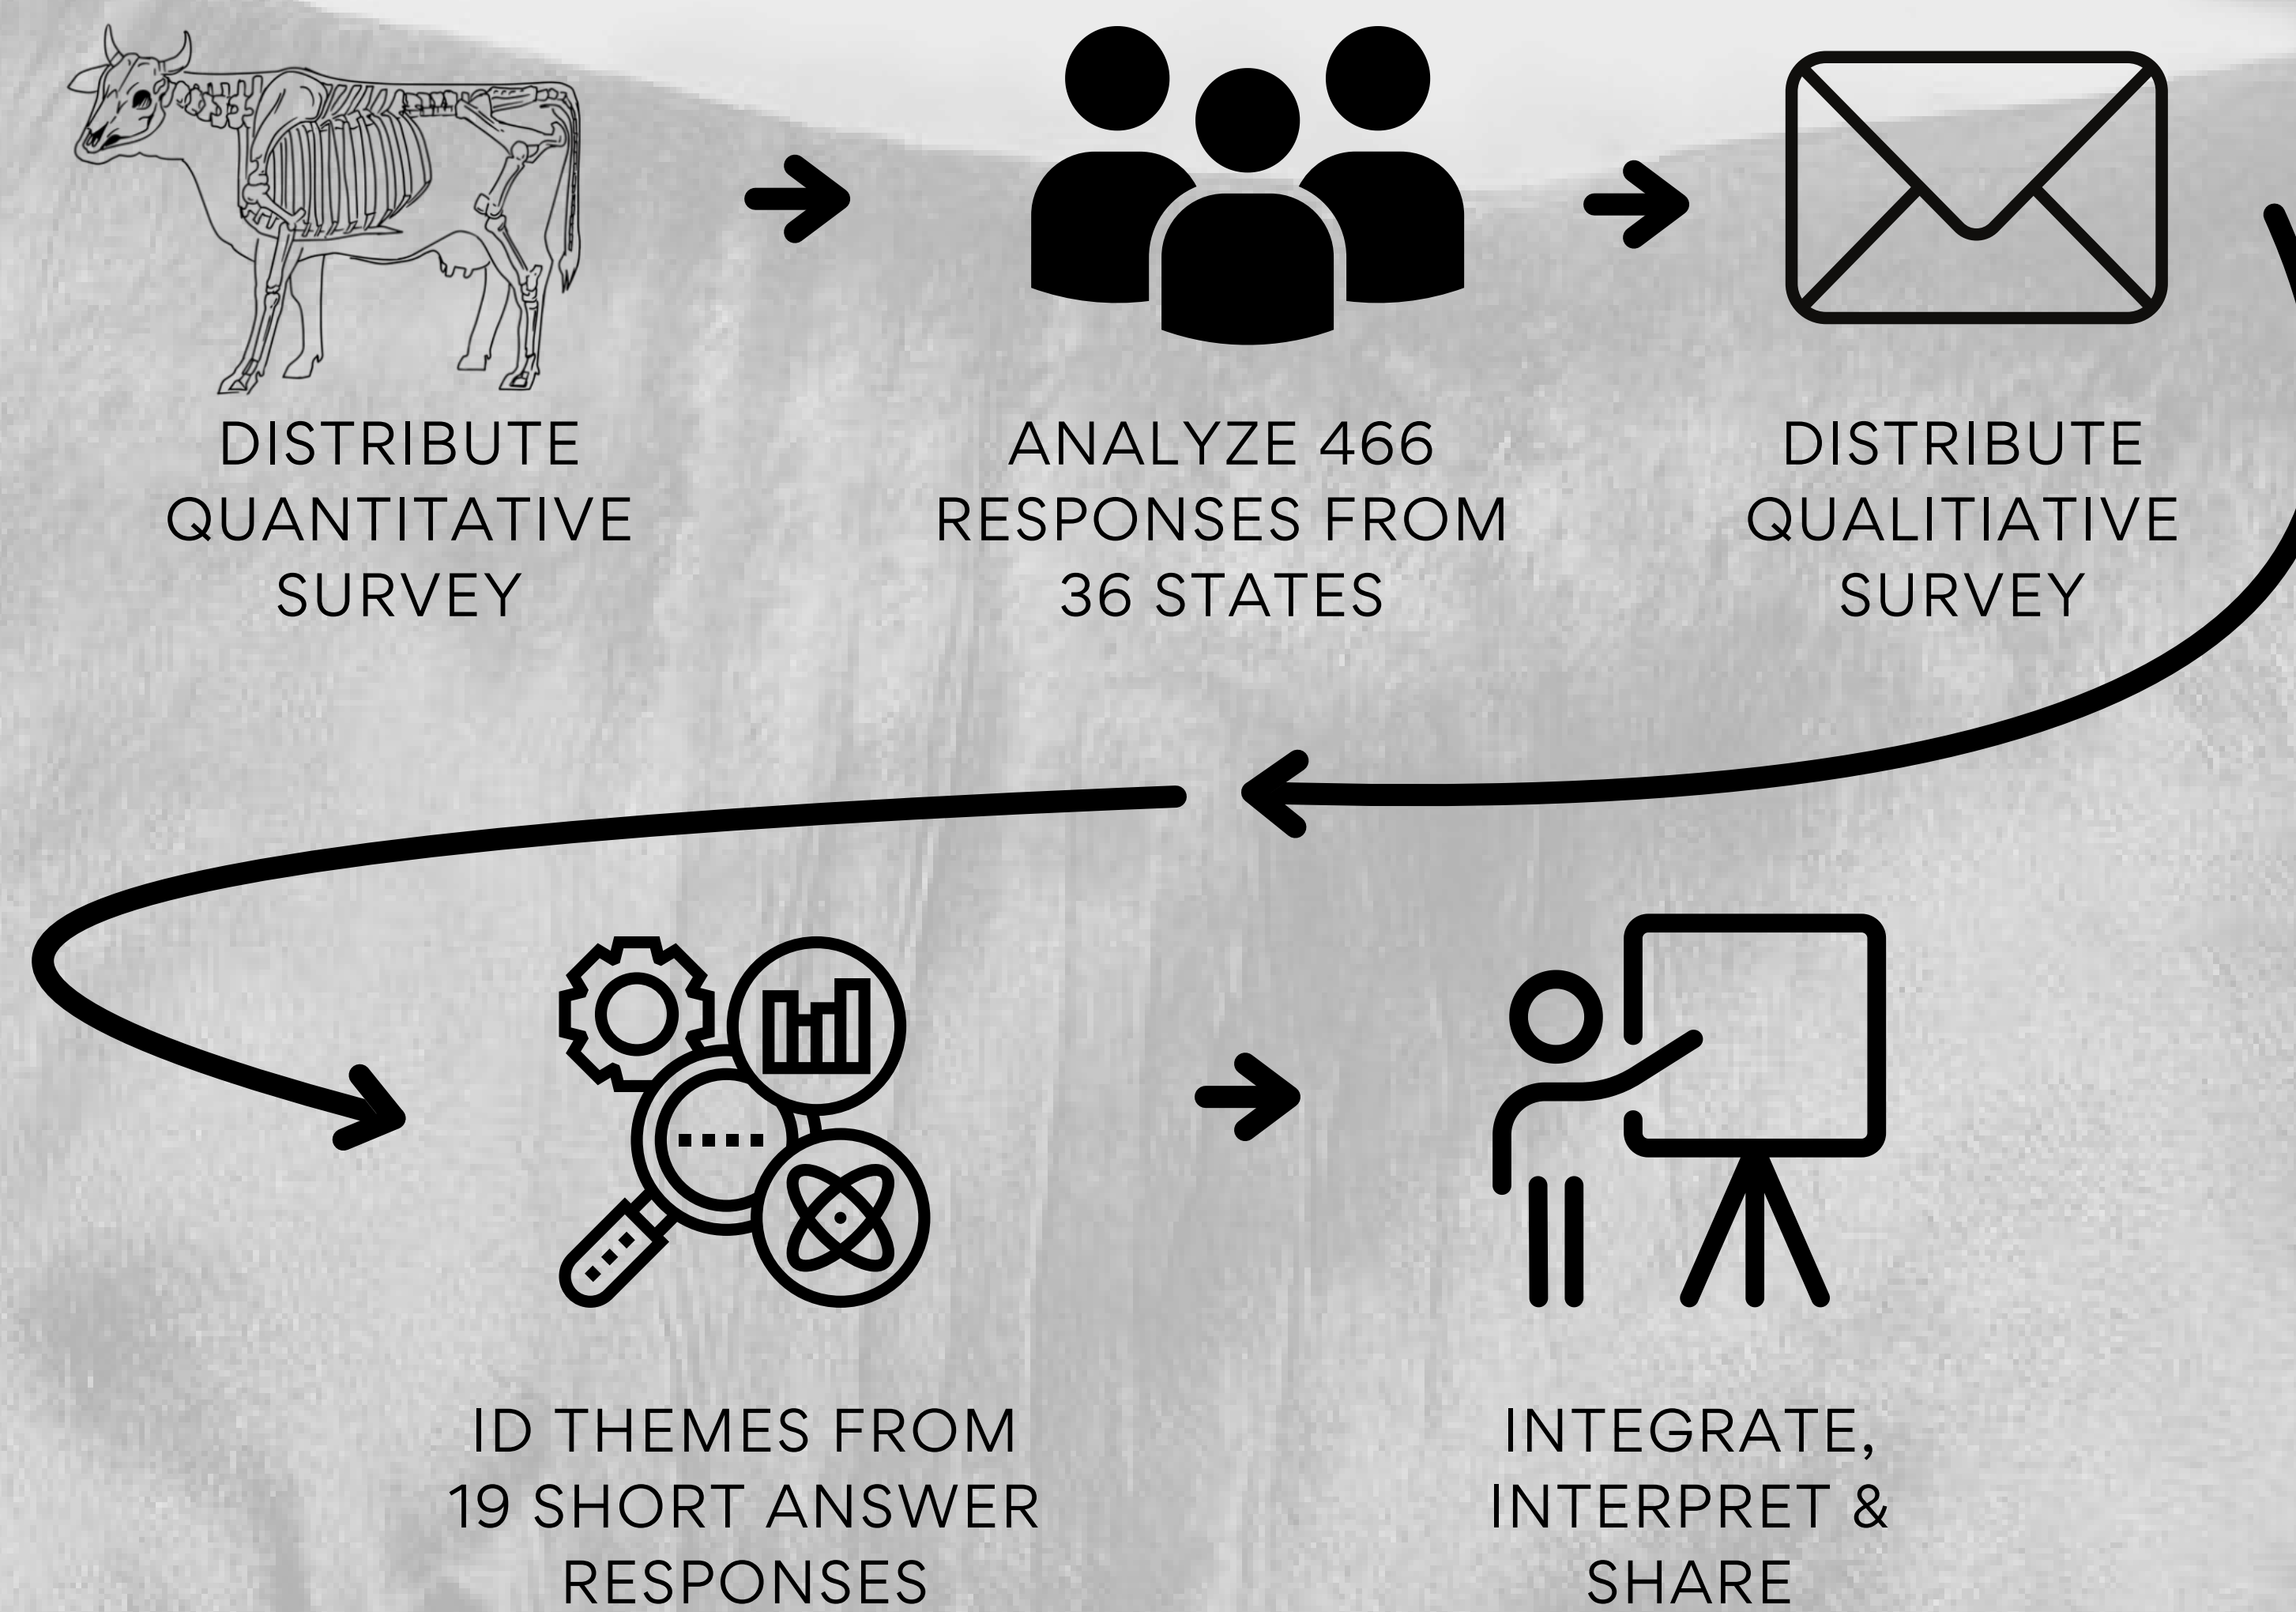 DISTRIBUTE
QUANTITATIVE
SURVEY
ANALYZE 466
RESPONSES FROM
36 STATES
DISTRIBUTE
QUALITIATIVE
SURVEY
ID THEMES FROM
19 SHORT ANSWER
RESPONSES
INTEGRATE,
INTERPRET &
SHARE